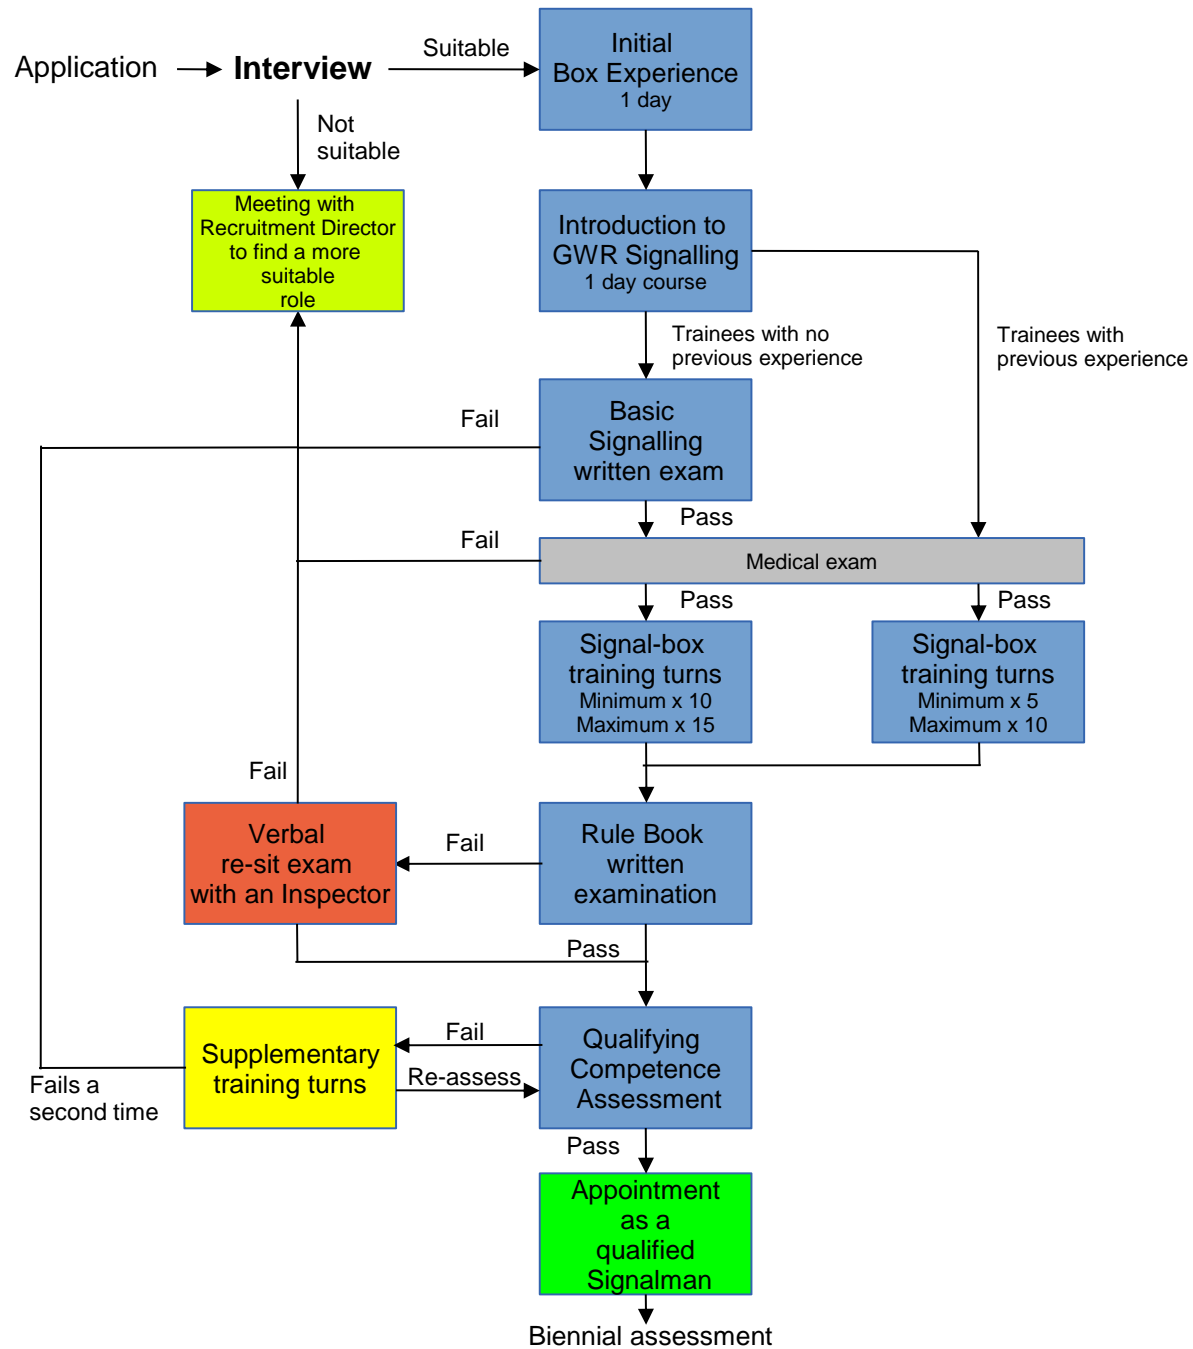 Application
Interview
Suitable
Initial
Box Experience
1 day
Not
suitable
Meeting with
Recruitment Director
to find a more
suitable
role
Introduction to
GWR Signalling
1 day course
Trainees with no
previous experience
Trainees with
previous experience
Fail
Basic
Signalling
written exam
Pass
Fail
Medical exam
Pass
Pass
Signal-box
training turns
Minimum x 10
Maximum x 15
Signal-box
training turns
Minimum x 5
Maximum x 10
Fail
Verbal
re-sit exam
with an Inspector
Fail
Rule Book
written
examination
Pass
Supplementary
training turns
Fail
Re-assess
Qualifying
Competence
Assessment
Fails a
second time
Pass
Appointment
as a
qualified
Signalman
Biennial assessment